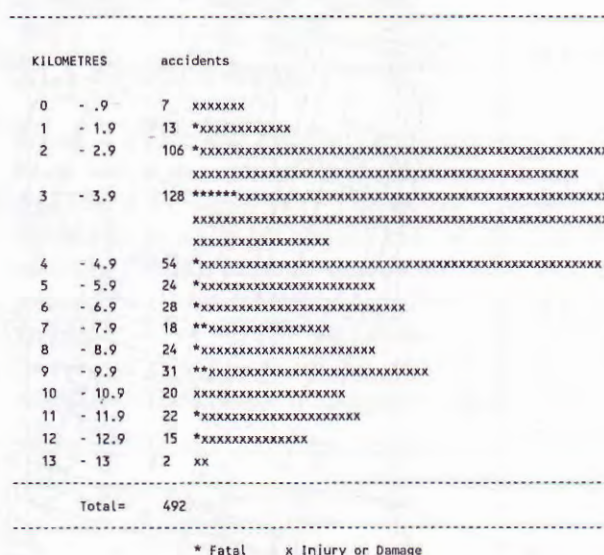 KILOMETRES accidents
0 - .9 7 xxxxxxx
1 - 1.9 13 *xxxxxxxxxxxx
2 - 2.9 106 *xxxxxxxxxxxxxxxxxxxxxxxxxxxxxxxxxxxxxxxxxxxxxxxxxxxxxx
xxxxxxxxxxxxxxxxxxxxxxxxxxxxxxxxxxxxxxxxxxxxxxxxxxx
3 - 3.9 128 ******xxxxxxxxxxxxxxxxxxxxxxxxxxxxxxxxxxxxxxxxxxxxxxxxx
xxxxxxxxxxxxxxxxxxxxxxxxxxxxxxxxxxxxxxxxxxxxxxxxxxxxxxx
xxxxxxxxxxxxxxxxxx
4 - 4.9 54 *xxxxxxxxxxxxxxxxxxxxxxxxxxxxxxxxxxxxxxxxxxxxxxxxxxxxx
5 - 5.9 24 *xxxxxxxxxxxxxxxxxxxxxxx
6 - 6.9 28 *xxxxxxxxxxxxxxxxxxxxxxxxxxx
7 - 7.9 18 **xxxxxxxxxxxxxxxx
8 - 8.9 24 *xxxxxxxxxxxxxxxxxxxxxxx
9 - 9.9 31 **xxxxxxxxxxxxxxxxxxxxxxxxxxxxx
10 - 10.9 20 xxxxxxxxxxxxxxxxxxxx
11 - 11.9 22 *xxxxxxxxxxxxxxxxxxxxx
12 - 12.9 15 *xxxxxxxxxxxxxx
13 - 13 2 xx
Total= 492
* Fatal x Injury or Damage